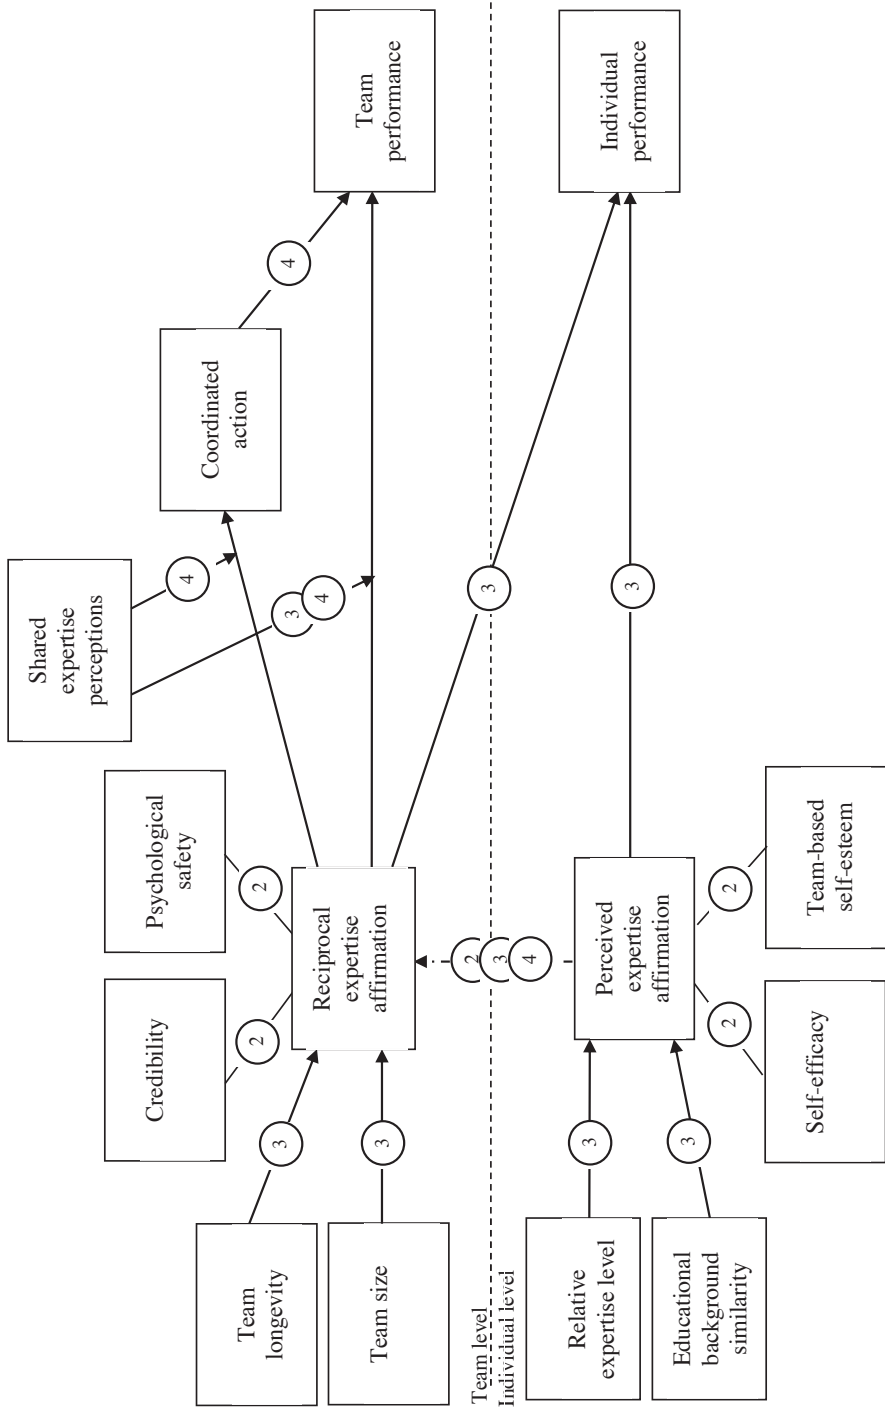 Shared
expertise
perceptions
Credibility
Psychological
safety
4
Coordinated
action
2
2
4
3
4
Team
longevity
3
Team size
3
Reciprocal
expertise
affirmation
Team
performance
Team level
Individual level
2
3
4
3
Relative
expertise level
3
Educational
background
similarity
3
Perceived
expertise
affirmation
3
Individual
performance
2
2
Self-efficacy
Team-based
self-esteem